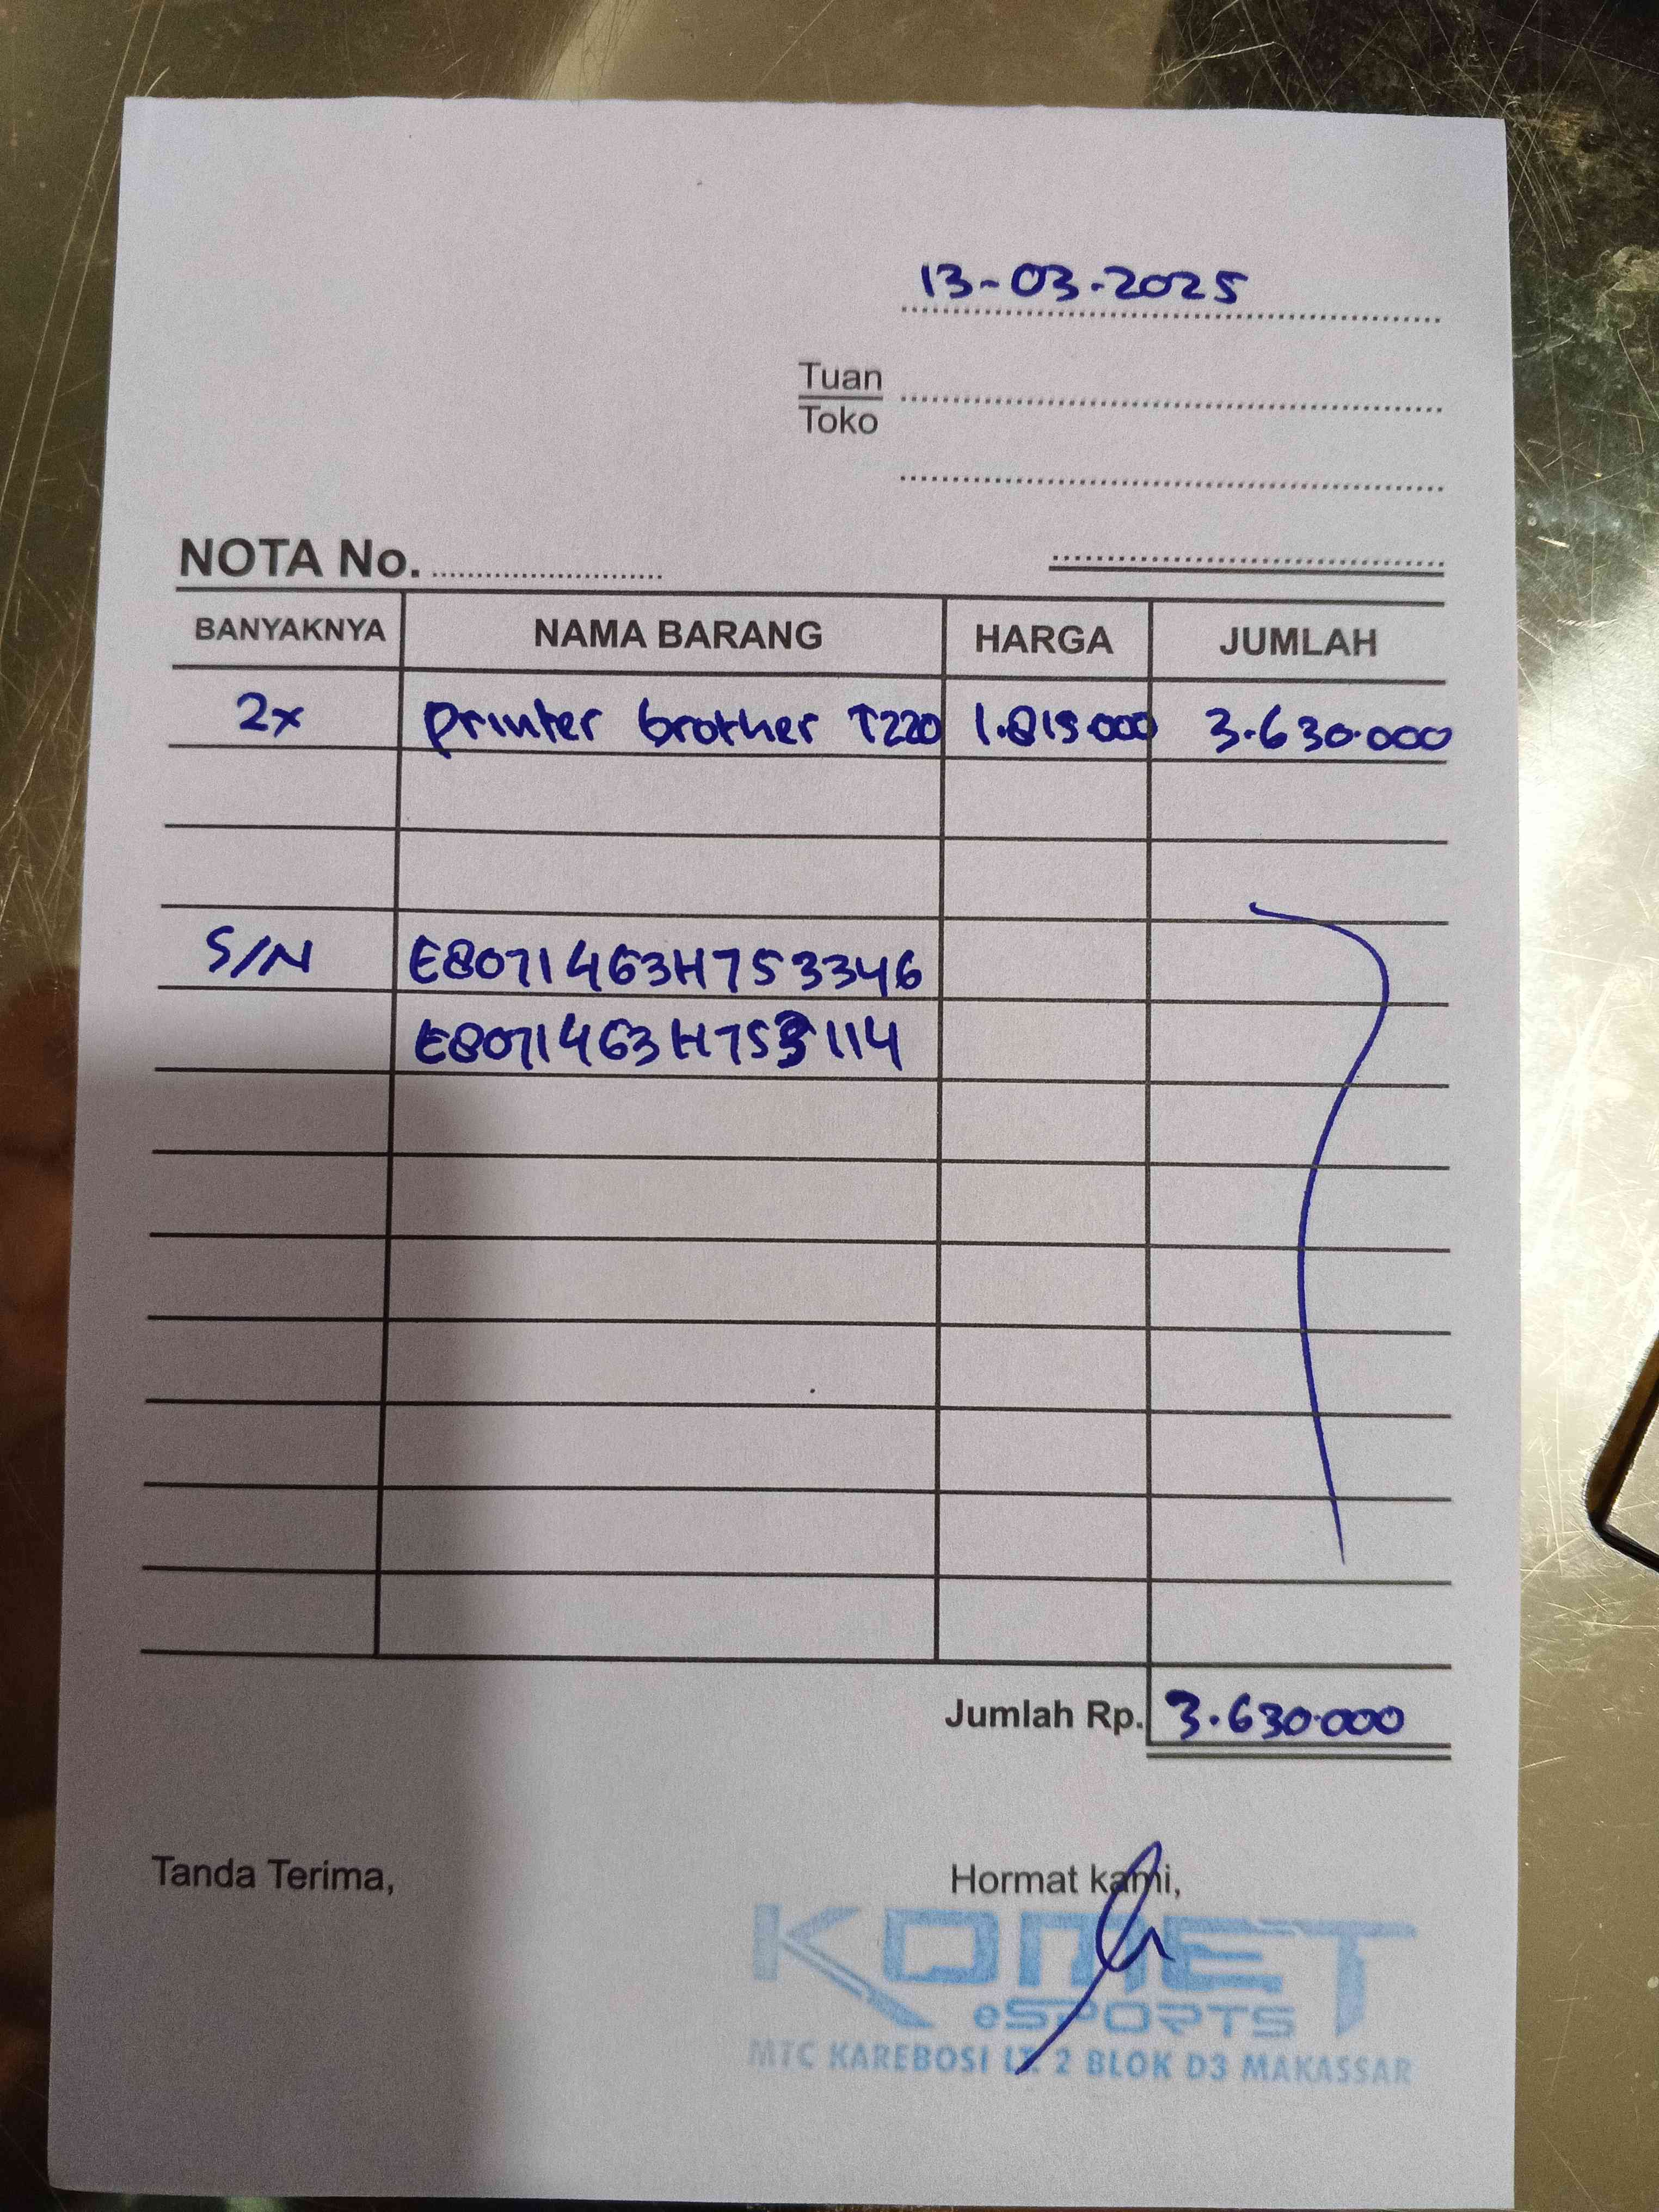 13-03-2025
Tuan
Toko
NOTA No.
BANYAKNYA NAMA BARANG HARGA JUMLAH
2x printer brother T220 1.815.000 3.630.000
S/N E8071463H753346
E8071463H753114
Jumlah Rp. 3.630.000
Tanda Terima, Hormat kami,
KOMET
eSPORTS
MTC KAREBOSI LT. 2 BLOK D3 MAKASSAR